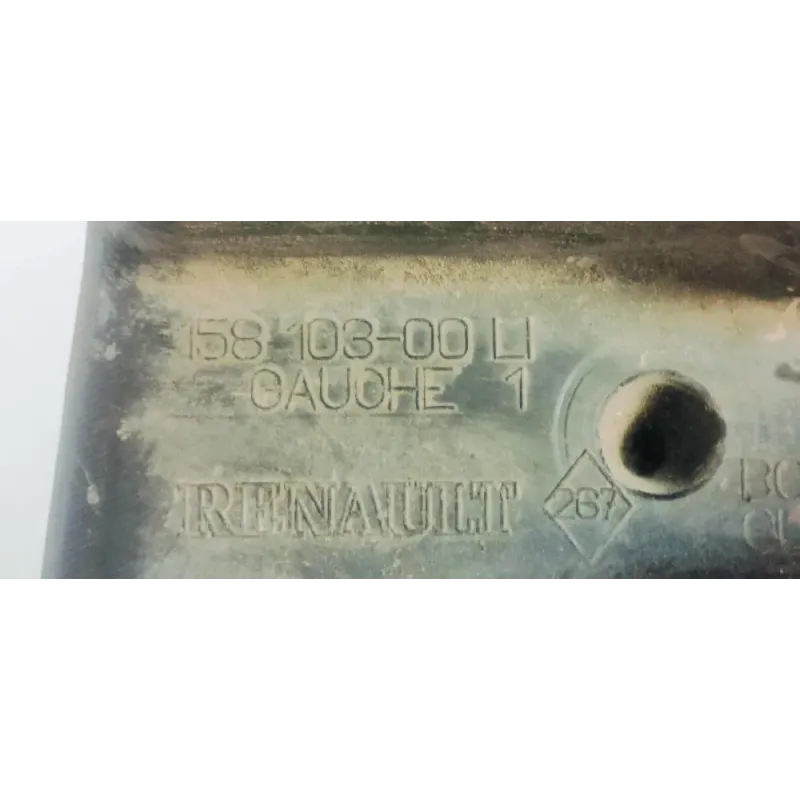 158 103-00 LI
GAUCHE 1
RENAULT
267